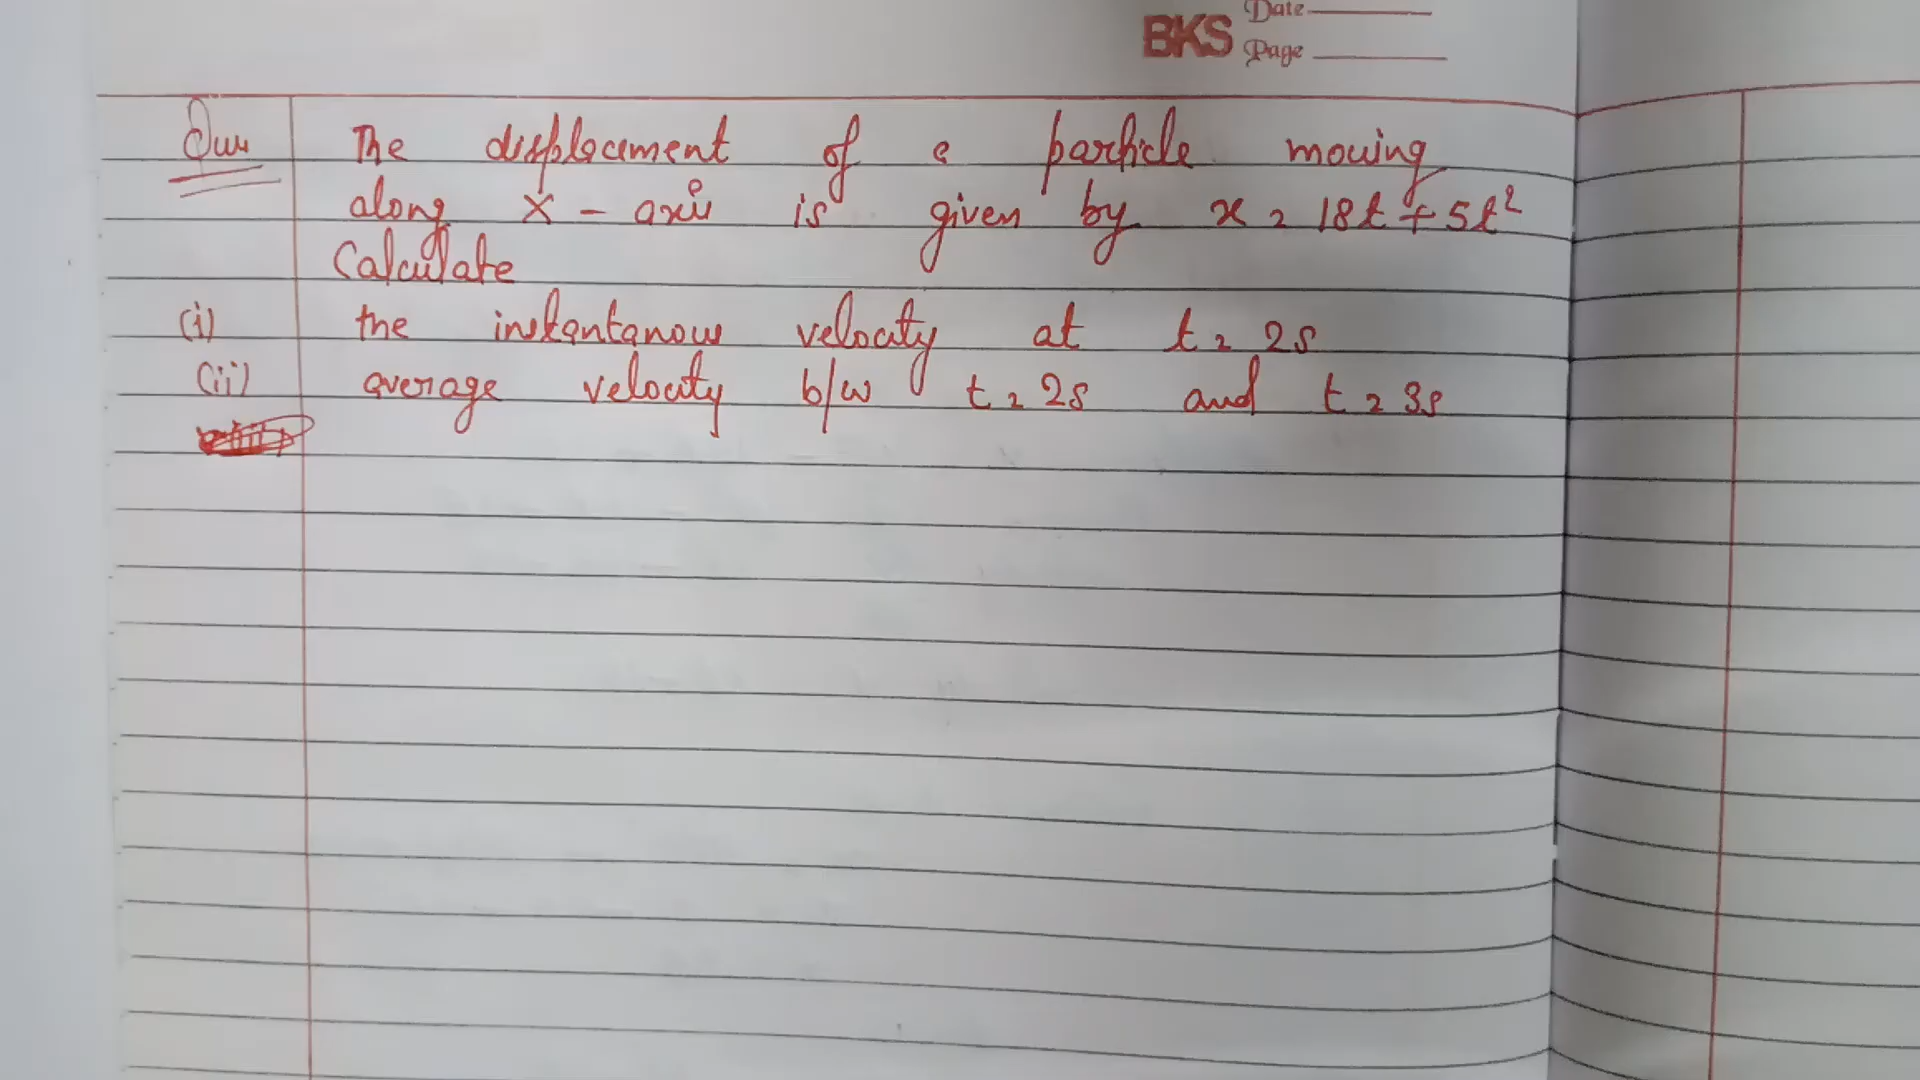 BKS Date
Page
Que The displacement of a particle moving
along X - axis is given by x = 18t + 5t²
Calculate
(i) the instantanous velocity at t = 2s
(ii) average velocity b/w t = 2s and t = 3s